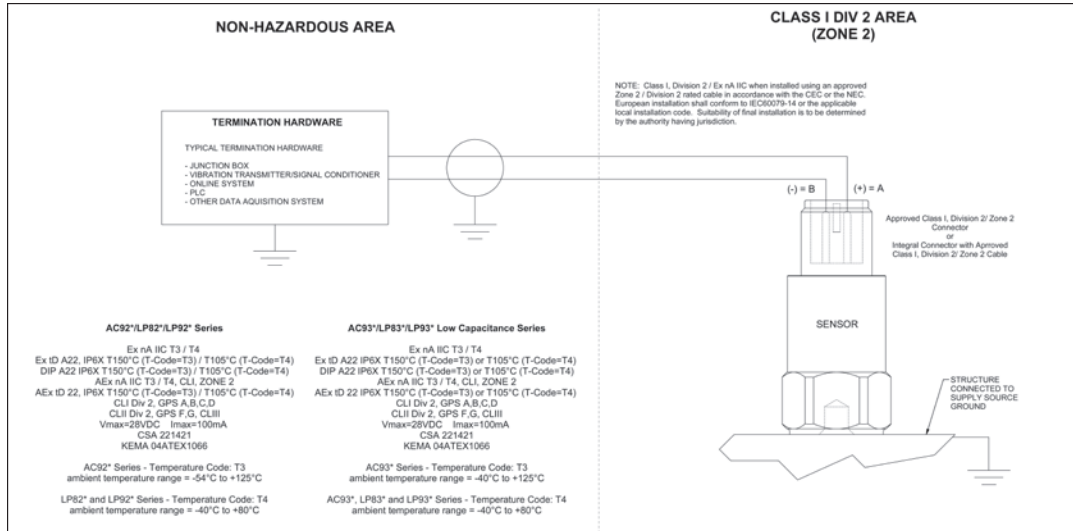 NON-HAZARDOUS AREA
CLASS I DIV 2 AREA
(ZONE 2)
NOTE: Class I, Division 2 / Ex nA IIC when installed using an approved
Zone 2 / Division 2 rated cable in accordance with the CEC or the NEC.
European installation shall conform to IEC60079-14 or the applicable
local installation code. Suitability of final installation is to be determined
by the authority having jurisdiction.
TERMINATION HARDWARE
TYPICAL TERMINATION HARDWARE
- JUNCTION BOX
- VIBRATION TRANSMITTER/SIGNAL CONDITIONER
- ONLINE SYSTEM
- PLC
- OTHER DATA AQUISITION SYSTEM
(-) = B
(+) = A
Approved Class I, Division 2/ Zone 2
Connector
or
Integral Connector with Aprroved
Class I, Division 2/ Zone 2 Cable
SENSOR
STRUCTURE
CONNECTED TO
SUPPLY SOURCE
GROUND
AC92*/LP82*/LP92* Series
Ex nA IIC T3 / T4
Ex tD A22, IP6X T150°C (T-Code=T3) / T105°C (T-Code=T4)
DIP A22 IP6X T150°C (T-Code=T3) / T105°C (T-Code=T4)
AEx nA IIC T3 / T4, CLI, ZONE 2
AEx tD 22, IP6X T150°C (T-Code=T3) / T105°C (T-Code=T4)
CLI Div 2, GPS A,B,C,D
CLII Div 2, GPS F,G, CLIII
Vmax=28VDC Imax=100mA
CSA 221421
KEMA 04ATEX1066
AC92* Series - Temperature Code: T3
ambient temperature range = -54°C to +125°C
LP82* and LP92* Series - Temperature Code: T4
ambient temperature range = -40°C to +80°C
AC93*/LP83*/LP93* Low Capacitance Series
Ex nA IIC T3 / T4
Ex tD A22 IP6X T150°C (T-Code=T3) or T105°C (T-Code=T4)
DIP A22 IP6X T150°C (T-Code=T3) or T105°C (T-Code=T4)
AEx nA IIC T3 / T4, CLI, ZONE 2
AEx tD 22 IP6X T150°C (T-Code=T3) or T105°C (T-Code=T4)
CLI Div 2, GPS A,B,C,D
CLII Div 2, GPS F,G, CLIII
Vmax=28VDC Imax=100mA
CSA 221421
KEMA 04ATEX1066
AC93* Series - Temperature Code: T3
ambient temperature range = -40°C to +125°C
AC93*, LP83* and LP93* Series - Temperature Code: T4
ambient temperature range = -40°C to +80°C